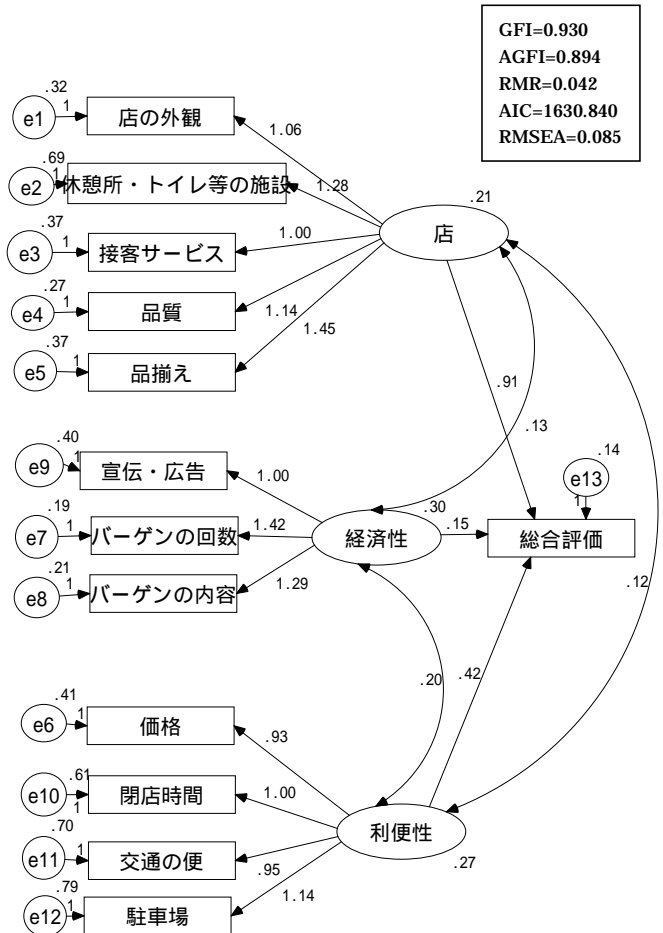 GFI=0.930
AGFI=0.894
RMR=0.042
AIC=1630.840
RMSEA=0.085
.32
e1
1
店の外観
1.06
.69
e2
1
休憩所・トイレ等の施設
1.28
.21
店
.37
e3
1
接客サービス
1.00
.27
e4
1
品質
1.14
.37
e5
1
品揃え
1.45
.91
.13
.40
e9
1
宣伝・広告
1.00
.14
e13
1
.30
.19
e7
1
バーゲンの回数
1.42
経済性
.15
総合評価
.21
e8
1
バーゲンの内容
1.29
.12
.20
.42
.41
e6
1
価格
.93
.61
e10
1
閉店時間
1.00
利便性
.27
.70
e11
1
交通の便
.95
.79
e12
1
駐車場
1.14